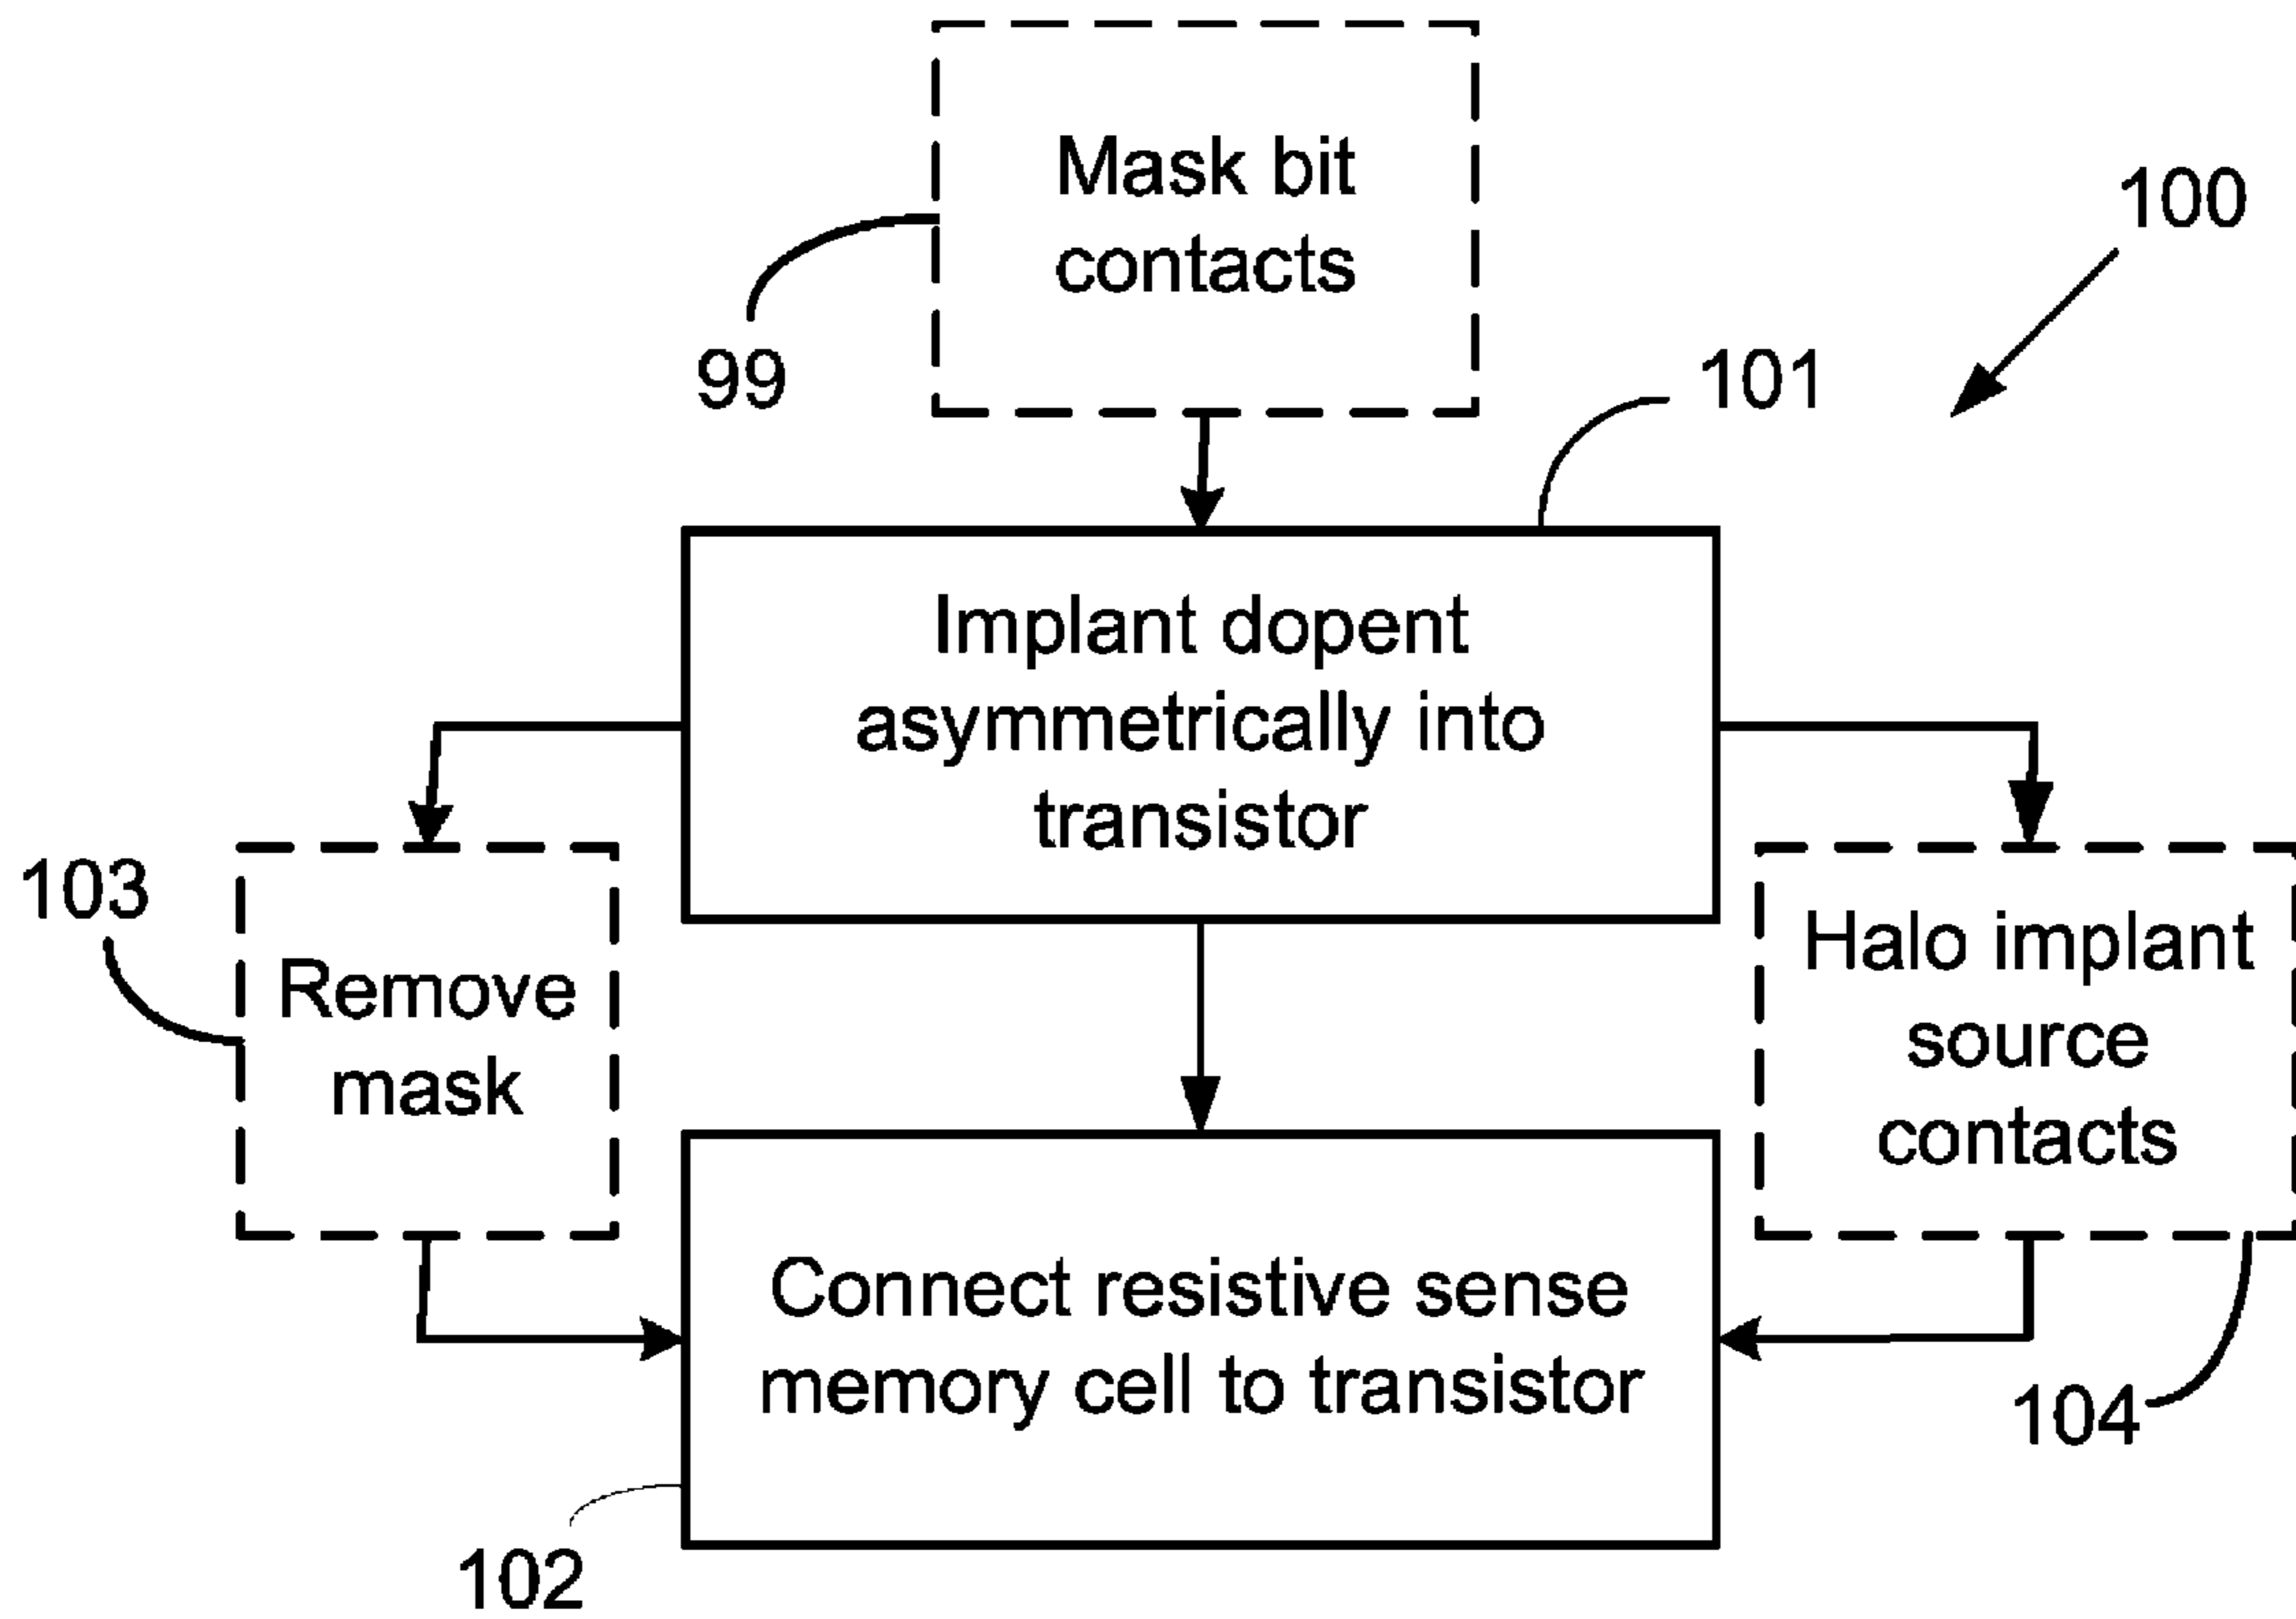 Mask bit
contacts
100
99
101
Implant dopent
asymmetrically into
transistor
103
Remove
mask
Halo implant
source
contacts
Connect resistive sense
memory cell to transistor
104
102